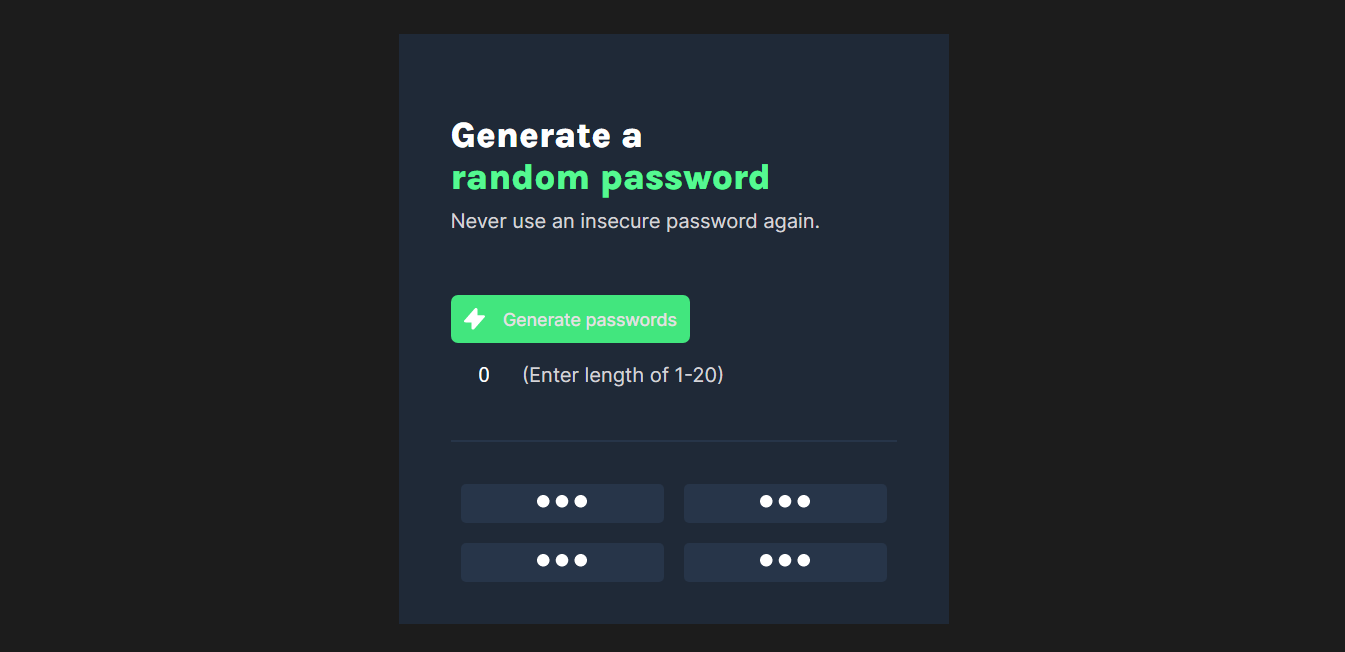 Generate a
random password
Never use an insecure password again.
Generate passwords
0 (Enter length of 1-20)
●●● ●●●
●●● ●●●